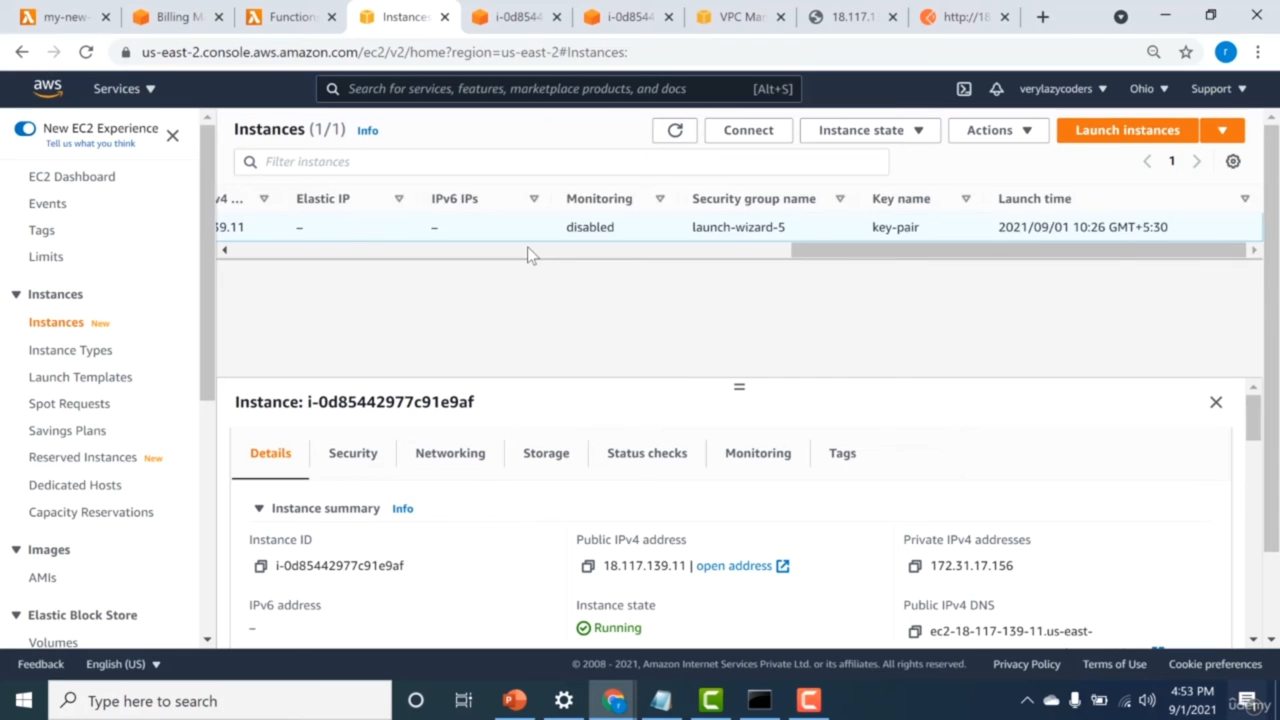 my-new-
Billing M
Function
Instances
i-0d854
i-0d854
VPC Ma
18.117.1
http://18
us-east-2.console.aws.amazon.com/ec2/v2/home?region=us-east-2#Instances:
r
aws
Services
Search for services, features, marketplace products, and docs
[Alt+S]
verylazycoders
Ohio
Support
New EC2 Experience
Tell us what you think
EC2 Dashboard
Events
Tags
Limits
Instances
Instances New
Instance Types
Launch Templates
Spot Requests
Savings Plans
Reserved Instances New
Dedicated Hosts
Capacity Reservations
Images
AMIs
Elastic Block Store
Volumes
Instances (1/1) Info
Connect
Instance state
Actions
Launch instances
Filter instances
1
v4 ...
Elastic IP
IPv6 IPs
Monitoring
Security group name
Key name
Launch time
39.11
–
–
disabled
launch-wizard-5
key-pair
2021/09/01 10:26 GMT+5:30
Instance: i-0d85442977c91e9af
Details
Security
Networking
Storage
Status checks
Monitoring
Tags
Instance summary Info
Instance ID
i-0d85442977c91e9af
Public IPv4 address
18.117.139.11 | open address
Private IPv4 addresses
172.31.17.156
IPv6 address
–
Instance state
Running
Public IPv4 DNS
ec2-18-117-139-11.us-east-
Feedback
English (US)
© 2008 - 2021, Amazon Internet Services Private Ltd. or its affiliates. All rights reserved.
Privacy Policy
Terms of Use
Cookie preferences
Type here to search
4:53 PM
9/1/2021
udemy